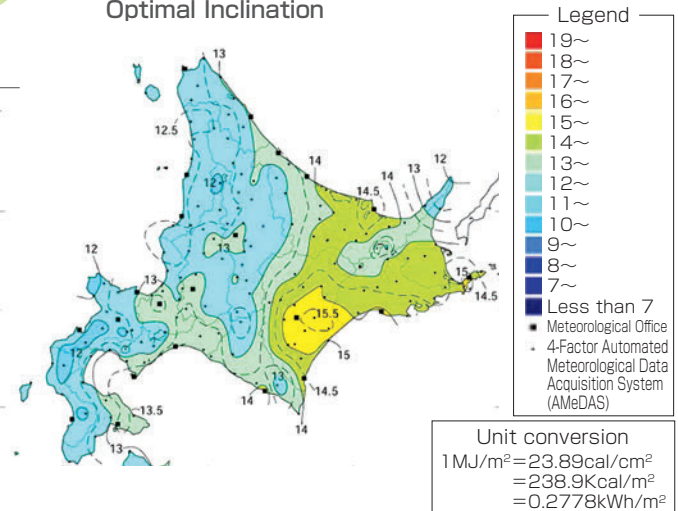 Optimal Inclination
Legend
19～
18～
17～
16～
15～
14～
13～
12～
11～
10～
9～
8～
7～
Less than 7
Meteorological Office
4-Factor Automated
Meteorological Data
Acquisition System
(AMeDAS)
13
12.5
12
14
14.5
14
13
12
13
12
13
15
14.5
15.5
15
12
13
14.5
14
14
13.5
13
Unit conversion
1MJ/m²=23.89cal/cm²
=238.9Kcal/m²
=0.2778kWh/m²